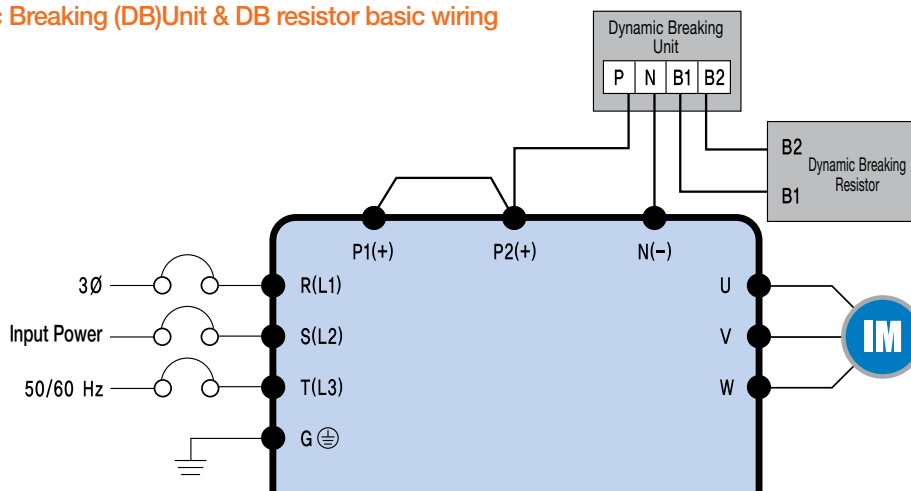 Breaking (DB)Unit & DB resistor basic wiring
Dynamic Breaking
Unit
P N B1 B2
B2
Dynamic Breaking
Resistor
B1
P1(+) P2(+) N(-)
3Ø R(L1) U
Input Power S(L2) V
IM
50/60 Hz T(L3) W
G